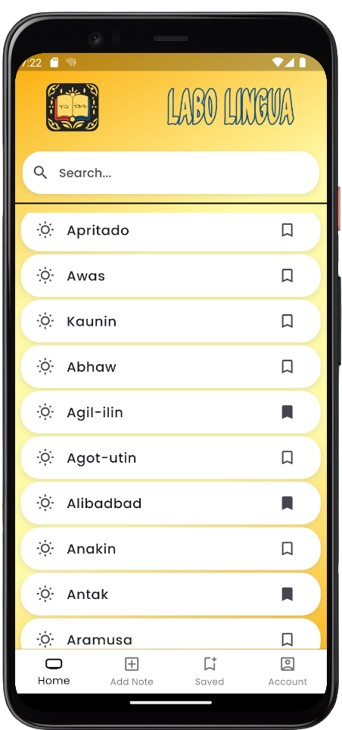 7:22
LABO LINGUA
Search...
Apritado
Awas
Kaunin
Abhaw
Agil-ilin
Agot-utin
Alibadbad
Anakin
Antak
Aramusa
Home Add Note Saved Account